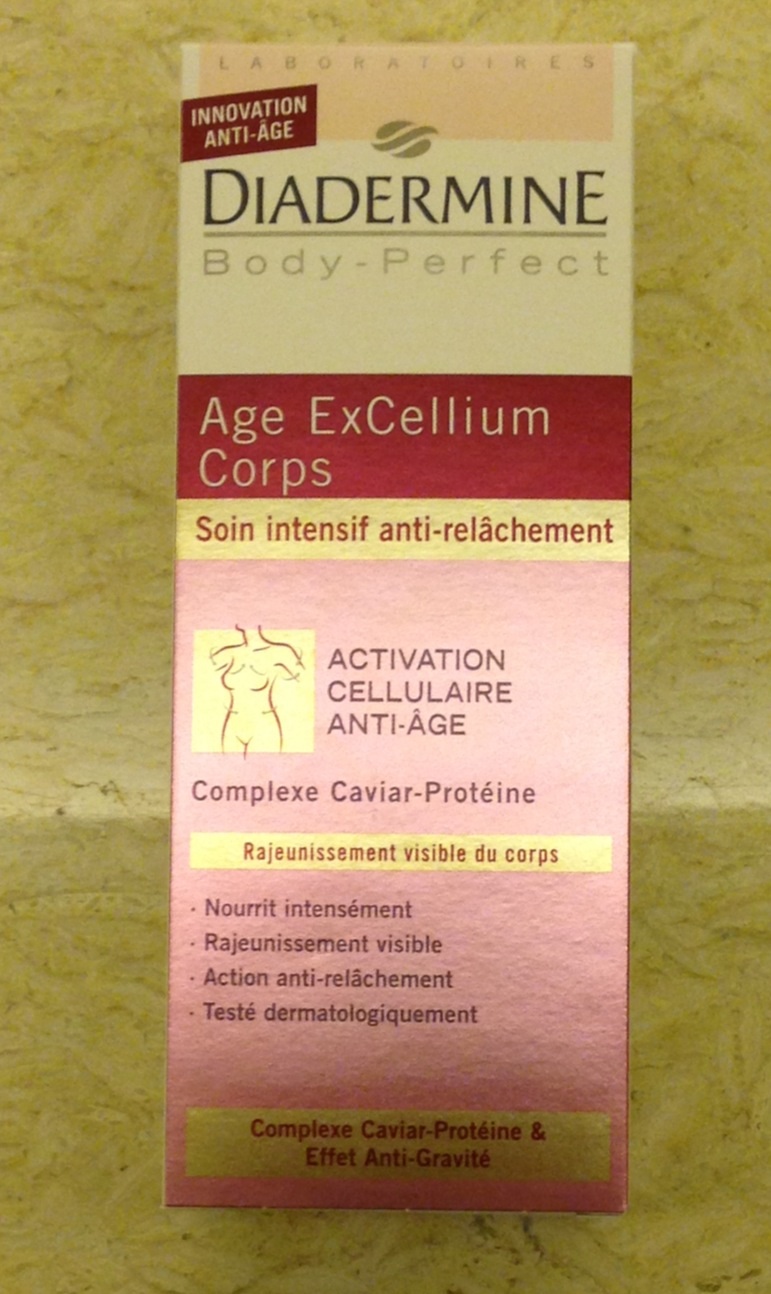 LABORATOIRES
INNOVATION
ANTI-ÂGE
DIADERMINE
Body-Perfect
Age ExCellium
Corps
Soin intensif anti-relâchement
ACTIVATION
CELLULAIRE
ANTI-ÂGE
Complexe Caviar-Protéine
Rajeunissement visible du corps
· Nourrit intensément
· Rajeunissement visible
· Action anti-relâchement
· Testé dermatologiquement
Complexe Caviar-Protéine &
Effet Anti-Gravité